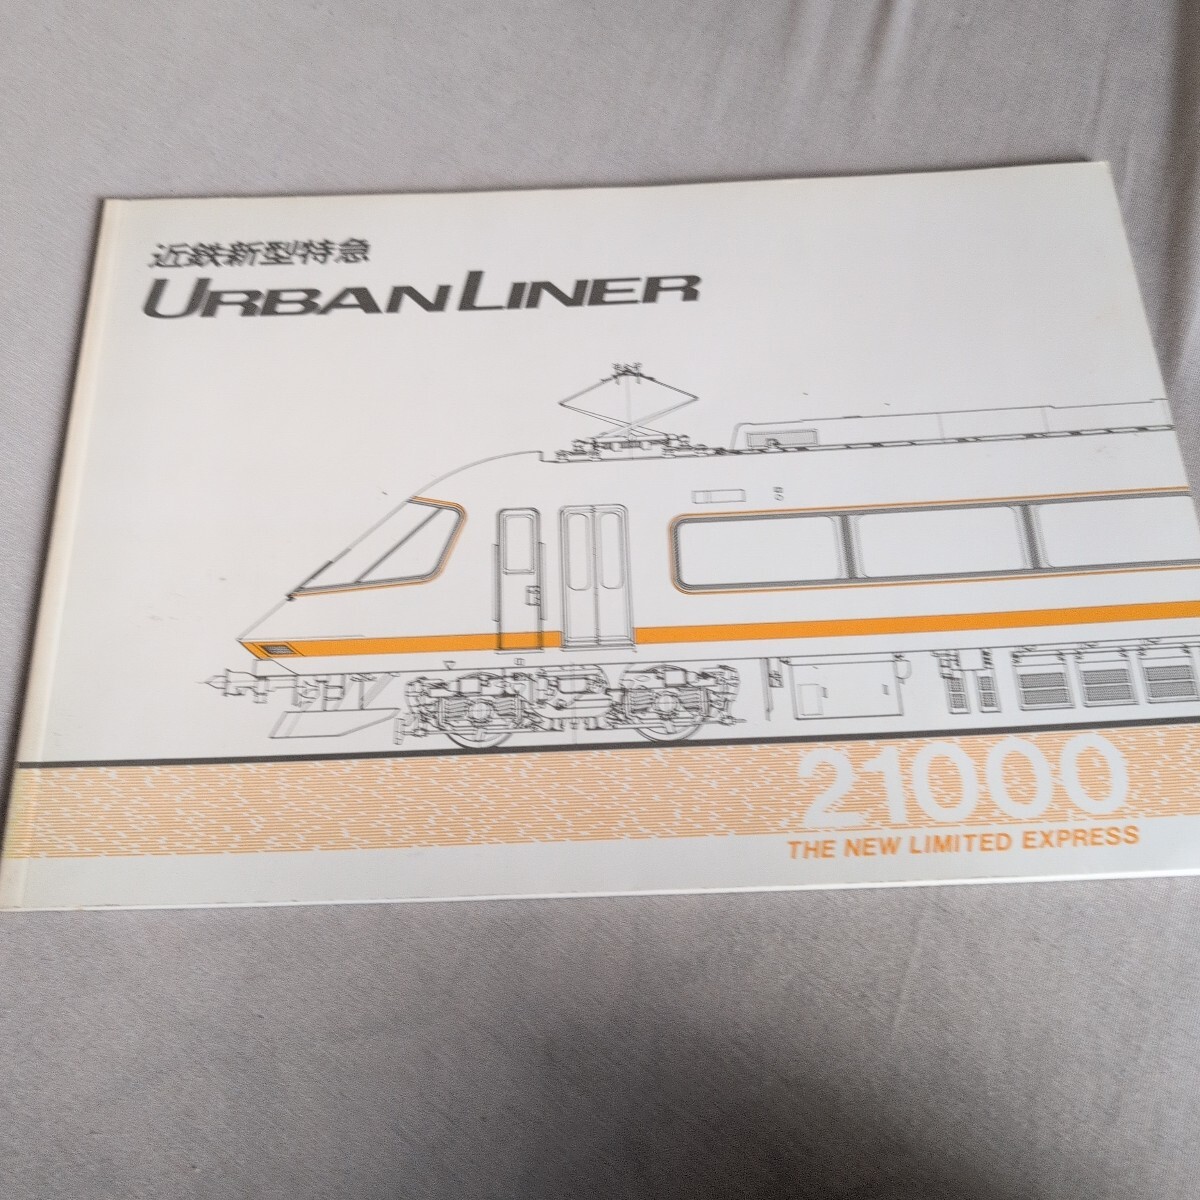 近鉄新型特急
URBAN LINER
21000
THE NEW LIMITED EXPRESS